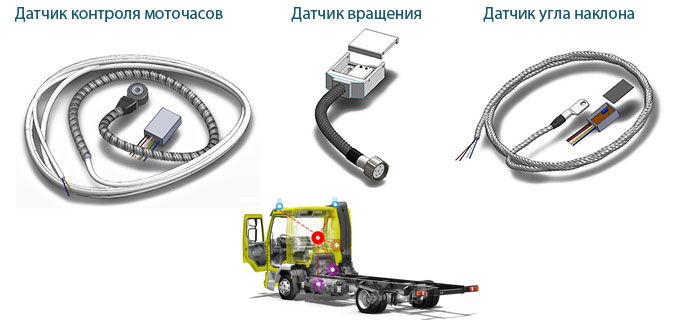 Датчик контроля моточасов
Датчик вращения
Датчик угла наклона